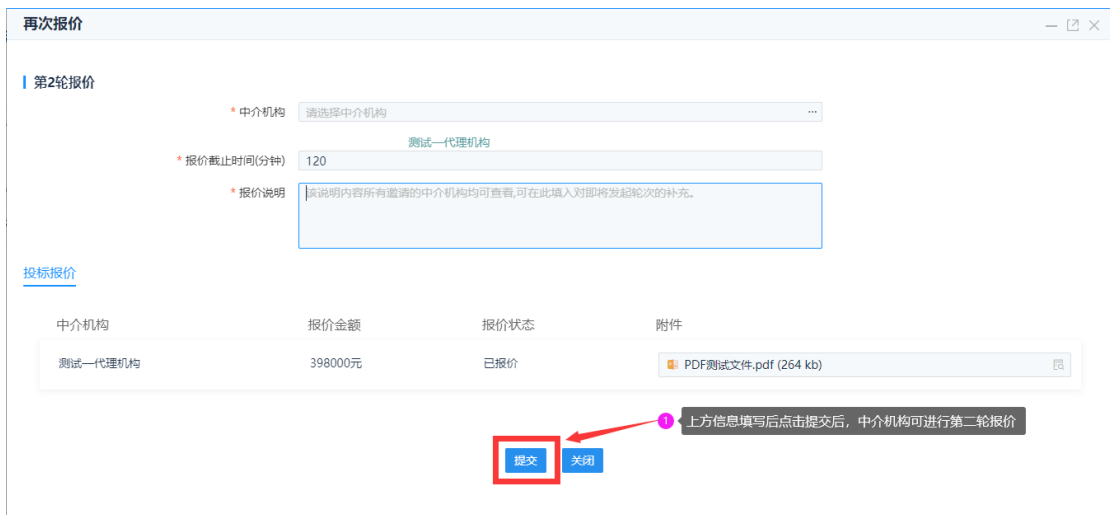 再次报价
第2轮报价
* 中介机构 请选择中介机构 ...
测试一代理机构
* 报价截止时间(分钟) 120
* 报价说明 该说明内容所有邀请的中介机构均可查看,可在此填入对即将发起轮次的补充。
投标报价
中介机构 报价金额 报价状态 附件
测试一代理机构 398000元 已报价 PDF测试文件.pdf (264 kb)
1 上方信息填写后点击提交后，中介机构可进行第二轮报价
提交 关闭